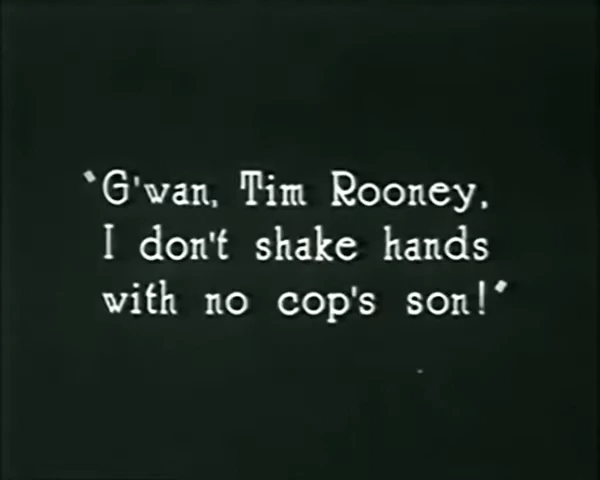 "G'wan, Tim Rooney,
I don't shake hands
with no cop's son!"